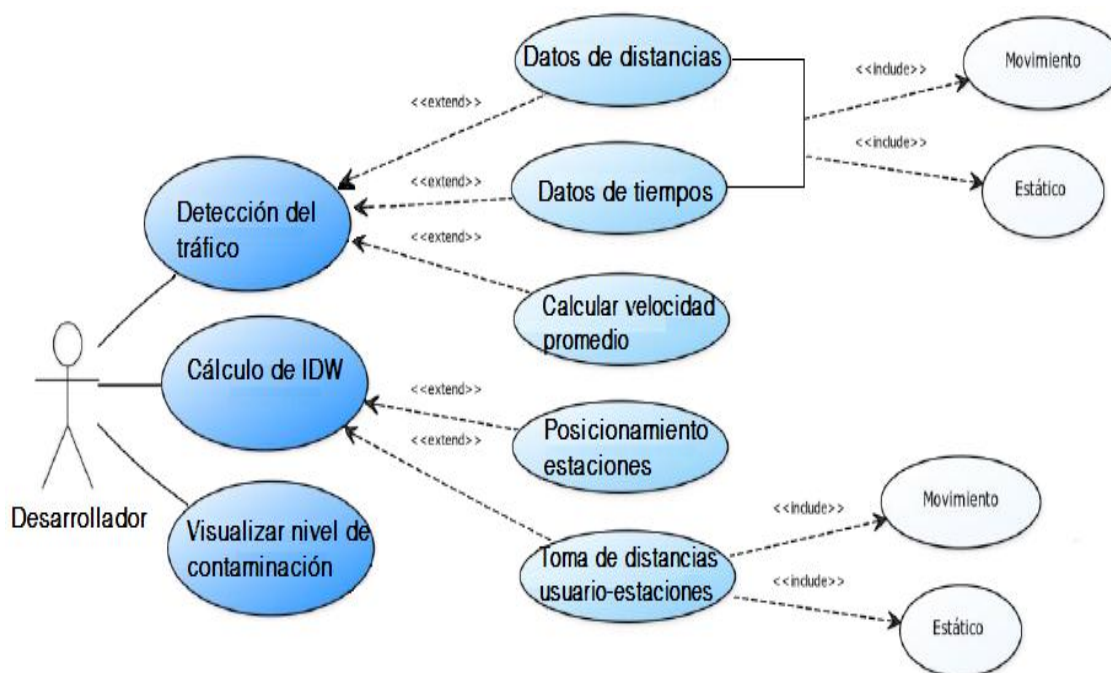 Datos de distancias
<<include>>
Movimiento
<<extend>>
<<include>>
<<extend>>
Datos de tiempos
Estático
Detección del
tráfico
<<extend>>
Calcular velocidad
promedio
Cálculo de IDW
<<extend>>
Posicionamiento
estaciones
<<extend>>
Movimiento
<<include>>
Desarrollador
Visualizar nivel de
contaminación
Toma de distancias
usuario-estaciones
<<include>>
Estático